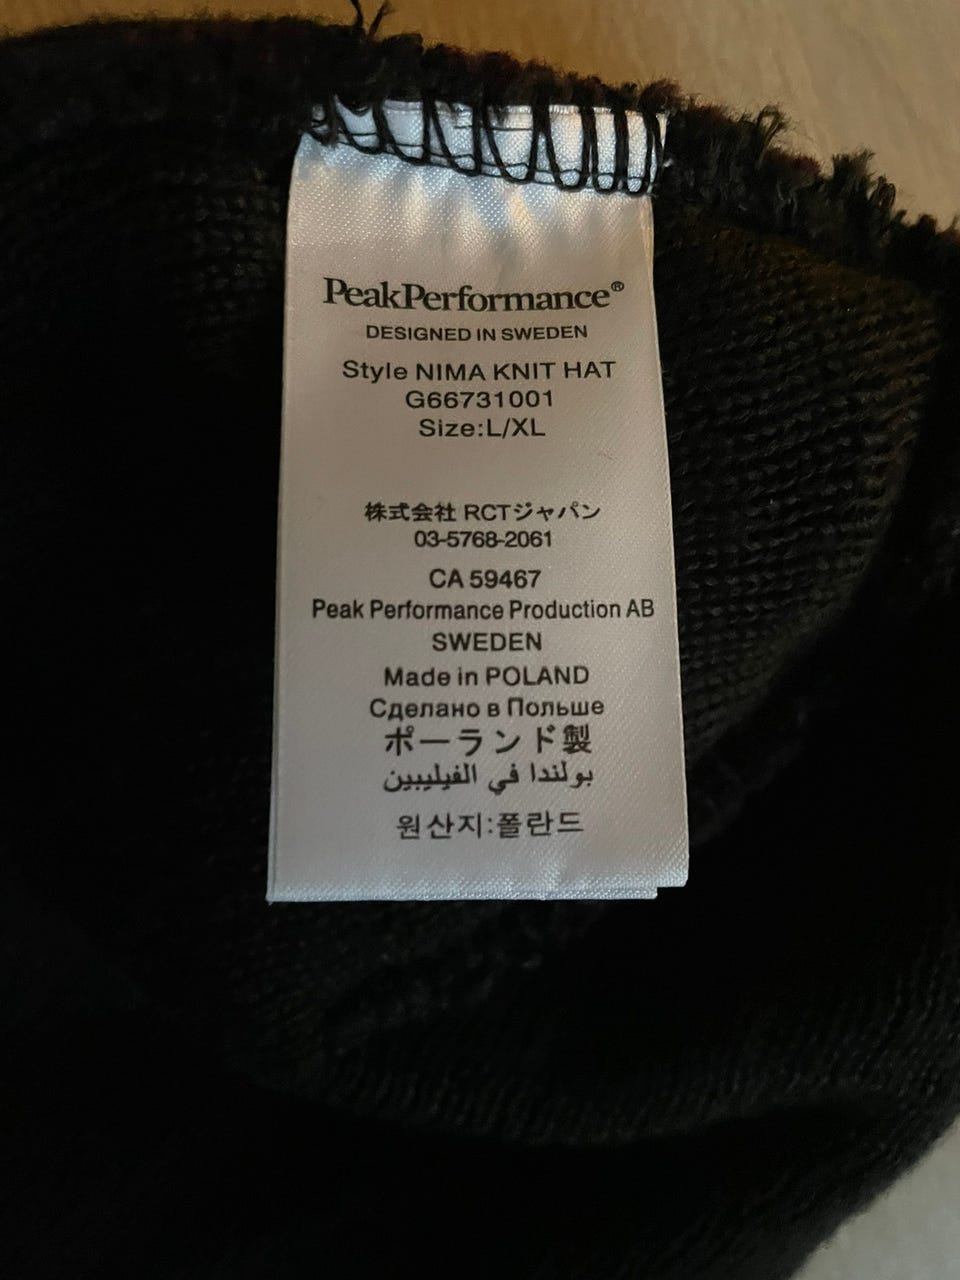 PeakPerformance®
DESIGNED IN SWEDEN
Style NIMA KNIT HAT
G66731001
Size:L/XL
株式会社 RCTジャパン
03-5768-2061
CA 59467
Peak Performance Production AB
SWEDEN
Made in POLAND
Сделано в Польше
ポーランド製
بولندا في الفيليبين
원산지:폴란드